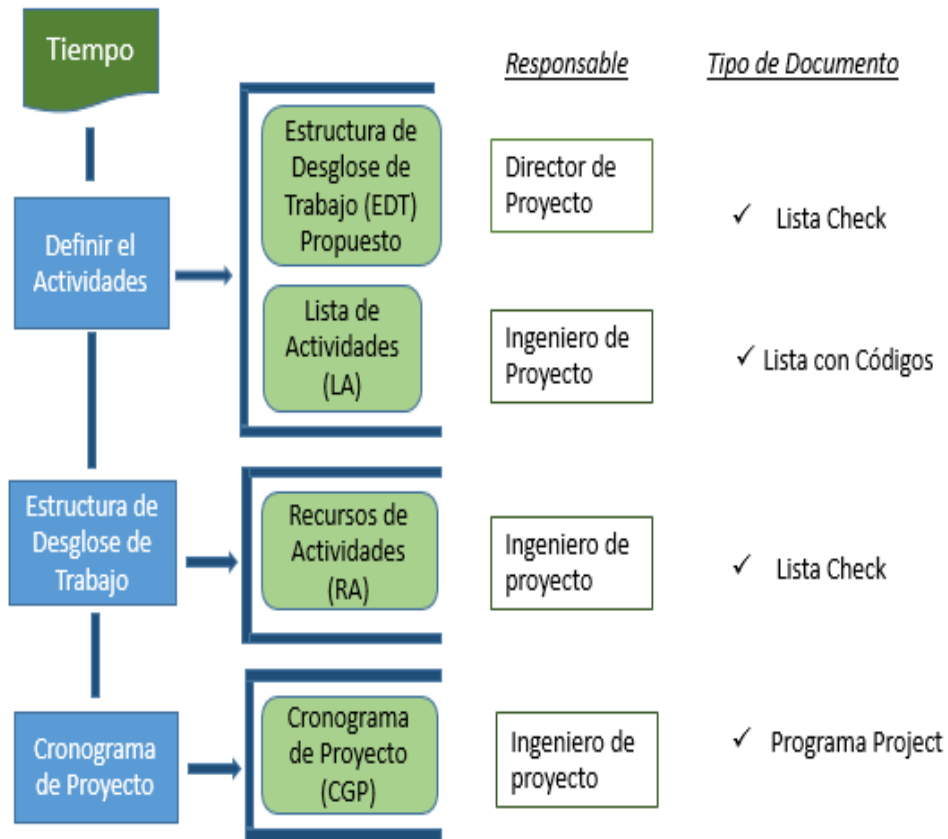 Tiempo
Responsable
Tipo de Documento
Definir el
Actividades
Estructura de
Desglose de
Trabajo (EDT)
Propuesto
Director de
Proyecto
✓ Lista Check
Lista de
Actividades
(LA)
Ingeniero de
Proyecto
✓ Lista con Códigos
Estructura de
Desglose de
Trabajo
Recursos de
Actividades
(RA)
Ingeniero de
proyecto
✓ Lista Check
Cronograma
de Proyecto
Cronograma
de Proyecto
(CGP)
Ingeniero de
proyecto
✓ Programa Project